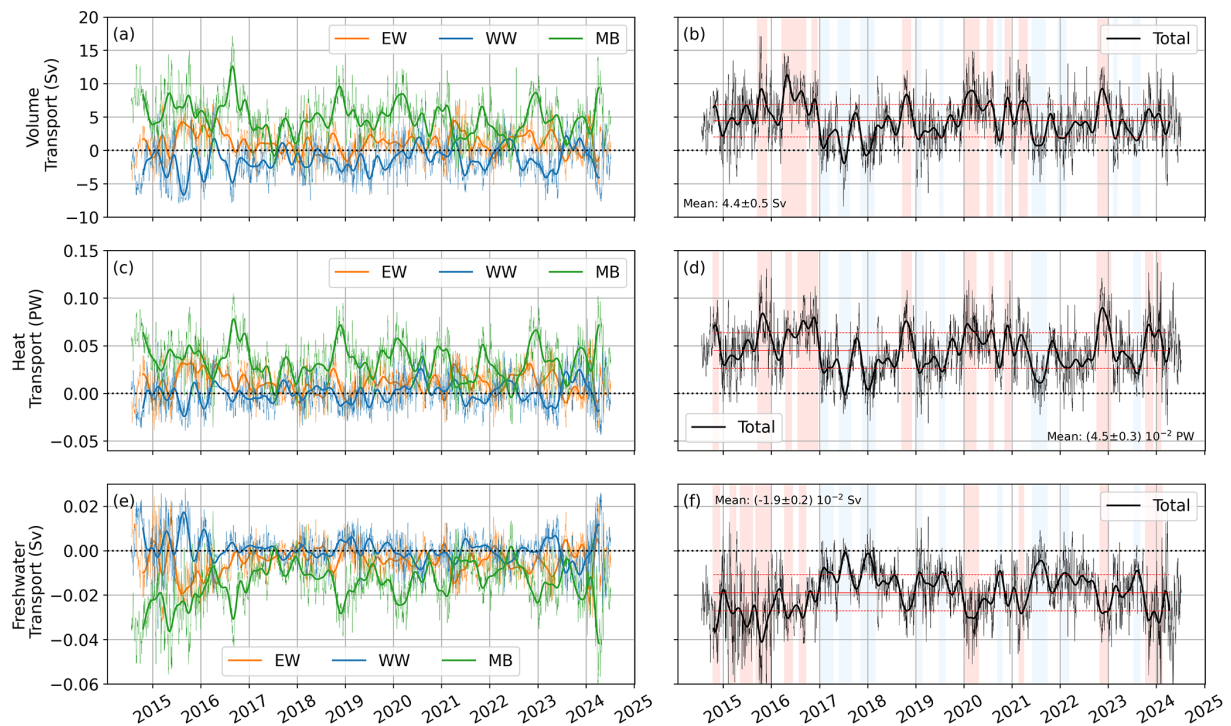 (a)
EW WW MB
20
15
10
5
0
−5
−10
Volume
Transport (Sv)
(b)
Total
Mean: 4.4±0.5 Sv
(c)
EW WW MB
0.15
0.10
0.05
0.00
−0.05
Heat
Transport (PW)
(d)
Total
Mean: (4.5±0.3) 10⁻² PW
(e)
0.02
0.00
−0.02
−0.04
−0.06
Freshwater
Transport (Sv)
EW WW MB
(f)
Mean: (-1.9±0.2) 10⁻² Sv
Total
2015 2016 2017 2018 2019 2020 2021 2022 2023 2024 2025
2015 2016 2017 2018 2019 2020 2021 2022 2023 2024 2025